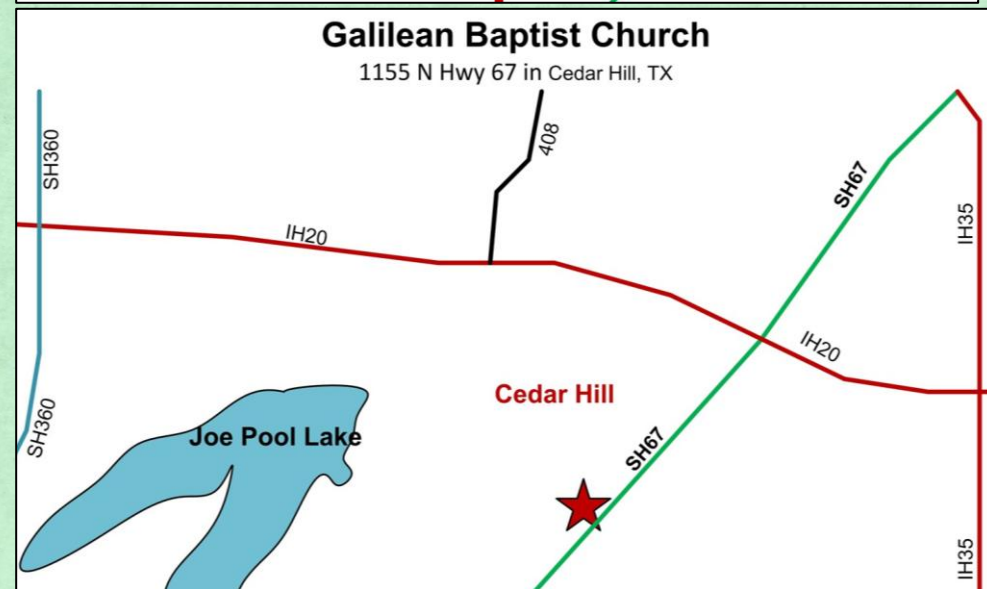 Galilean Baptist Church
1155 N Hwy 67 in Cedar Hill, TX
408
SH360
SH67
IH35
IH20
IH20
Cedar Hill
Joe Pool Lake
SH360
SH67
IH35